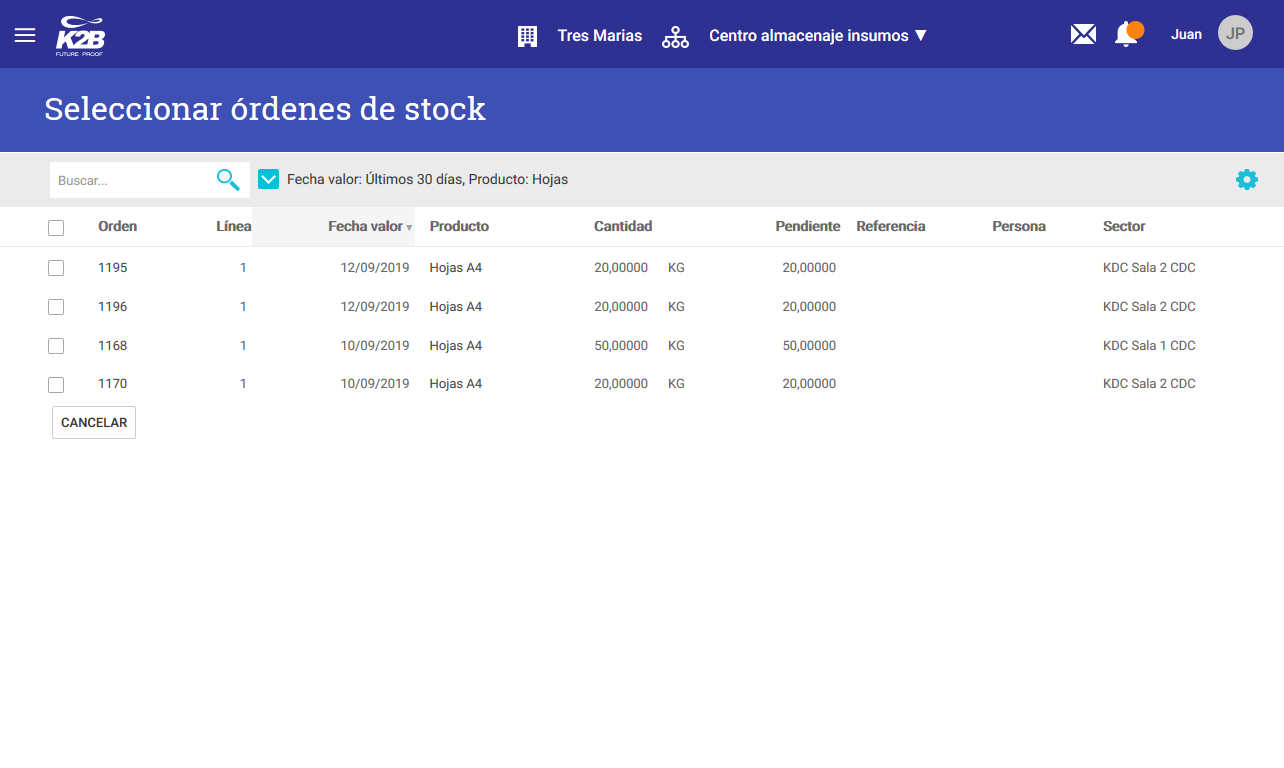 K2B
FUTURE PROOF
Tres Marias
Centro almacenaje insumos ▼
Juan
JP
Seleccionar órdenes de stock
Buscar...
Fecha valor: Últimos 30 días, Producto: Hojas
Orden Línea Fecha valor ▾ Producto Cantidad Pendiente Referencia Persona Sector
1195 1 12/09/2019 Hojas A4 20,00000 KG 20,00000 KDC Sala 2 CDC
1196 1 12/09/2019 Hojas A4 20,00000 KG 20,00000 KDC Sala 2 CDC
1168 1 10/09/2019 Hojas A4 50,00000 KG 50,00000 KDC Sala 1 CDC
1170 1 10/09/2019 Hojas A4 20,00000 KG 20,00000 KDC Sala 2 CDC
CANCELAR